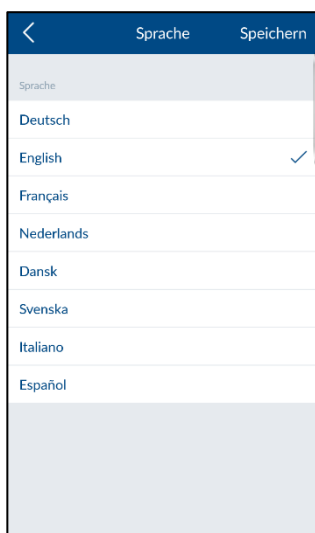 Sprache Speichern
Sprache
Deutsch
English
Français
Nederlands
Dansk
Svenska
Italiano
Español